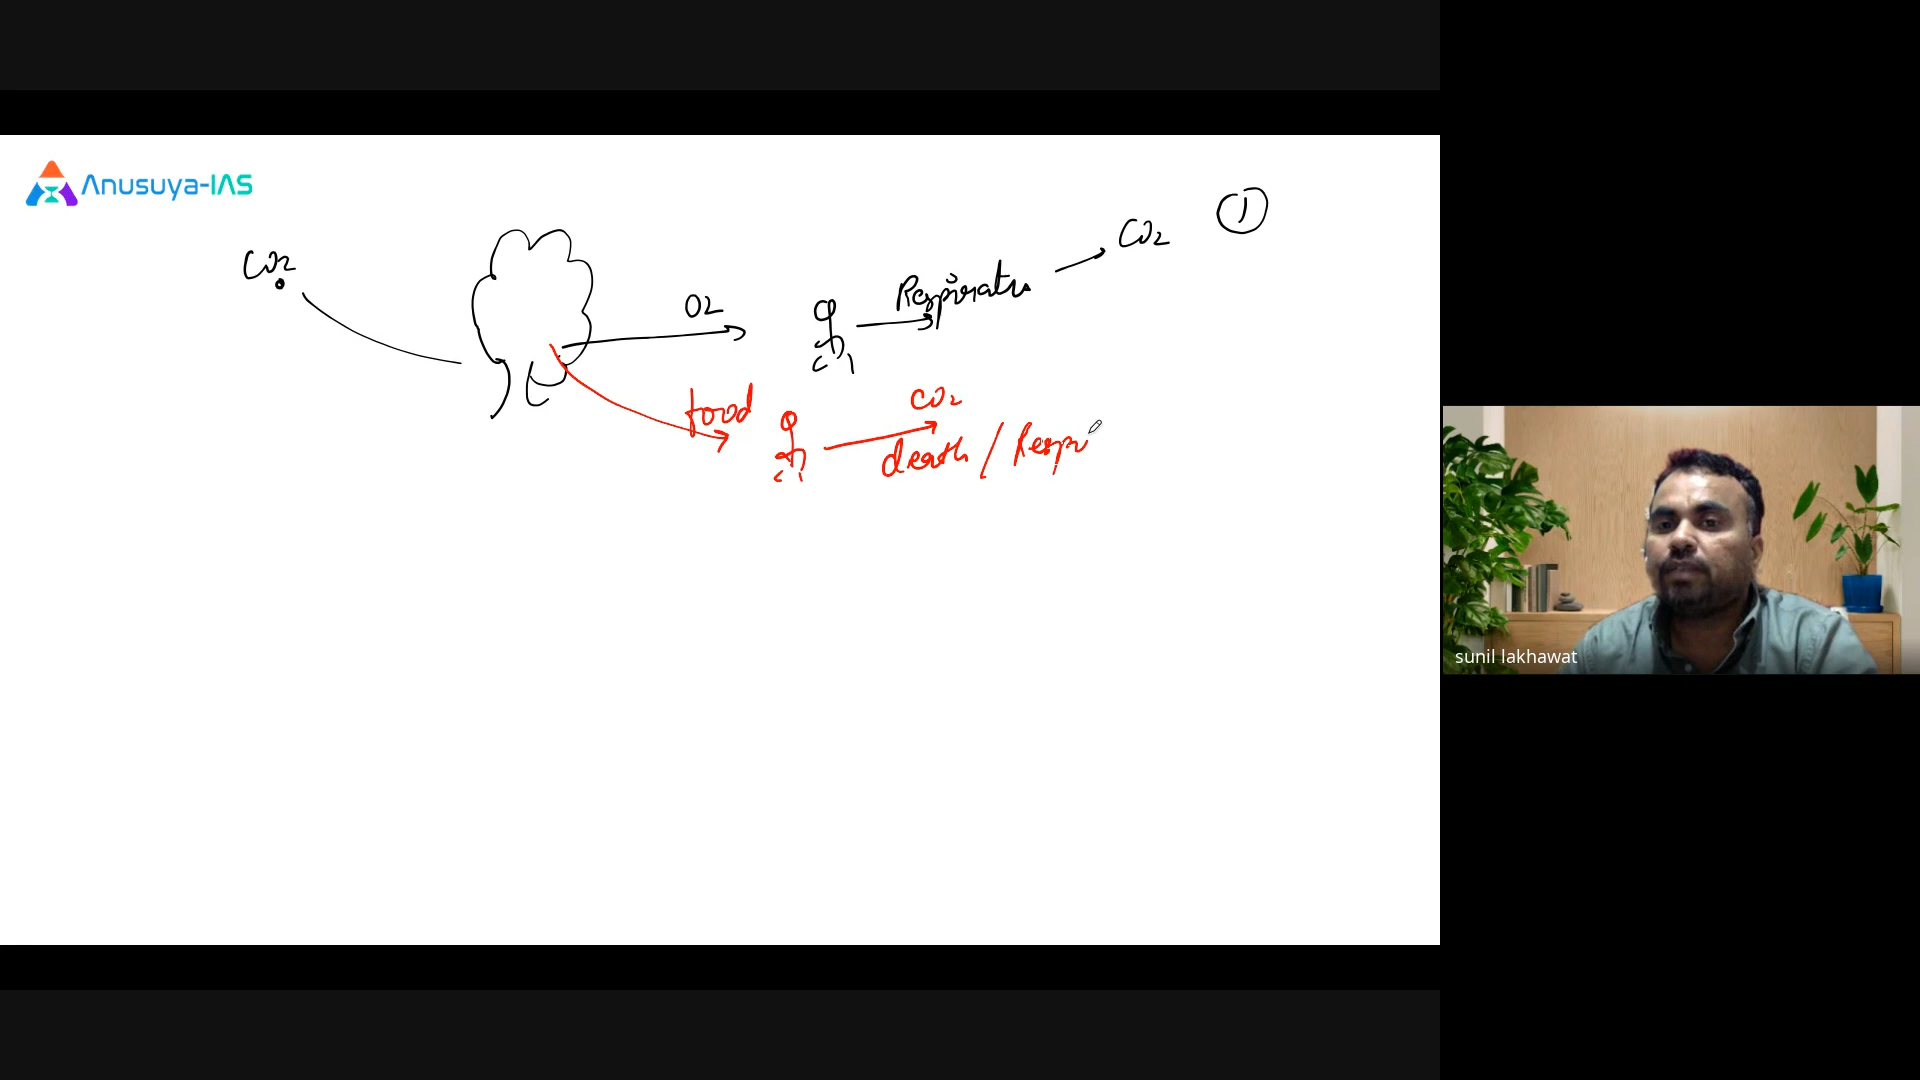 Anusuya-IAS
CO2
O2
Respiratn
CO2
1
food
CO2
death / Respi
sunil lakhawat